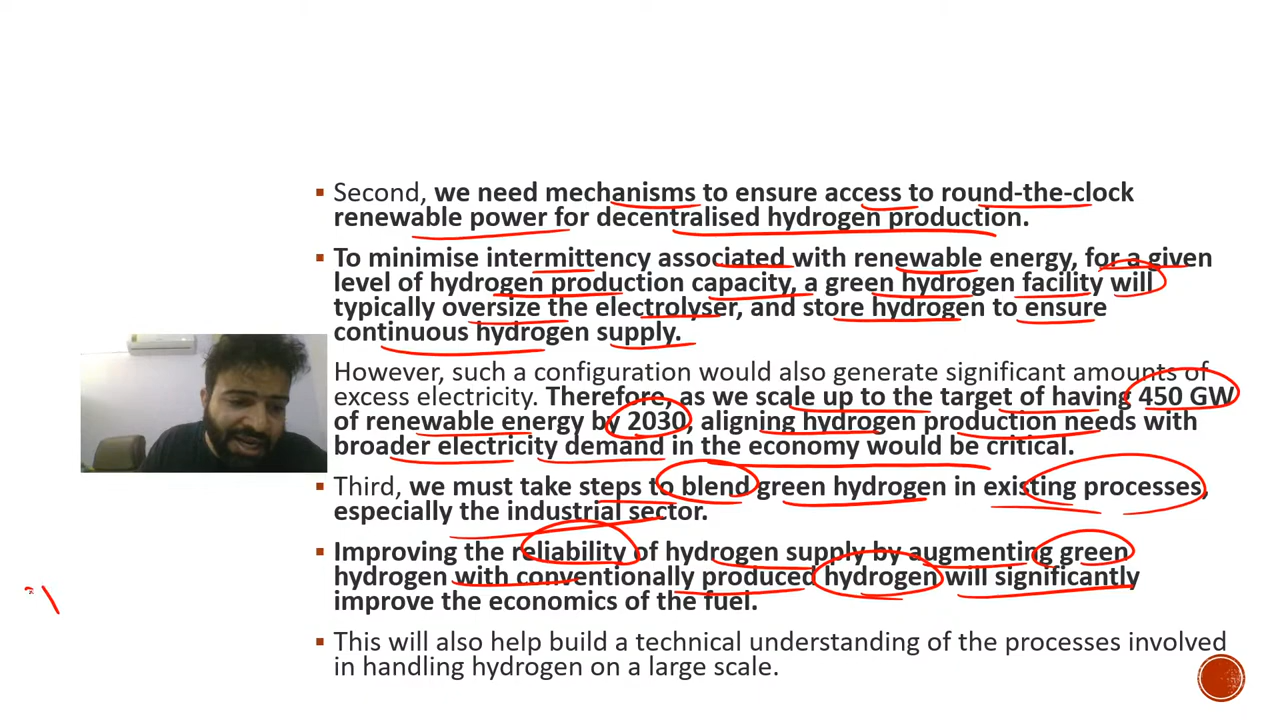 Second, we need mechanisms to ensure access to round-the-clock
renewable power for decentralised hydrogen production.
To minimise intermittency associated with renewable energy, for a given
level of hydrogen production capacity, a green hydrogen facility will
typically oversize the electrolyser, and store hydrogen to ensure
continuous hydrogen supply.
However, such a configuration would also generate significant amounts of
excess electricity. Therefore, as we scale up to the target of having 450 GW
of renewable energy by 2030, aligning hydrogen production needs with
broader electricity demand in the economy would be critical.
Third, we must take steps to blend green hydrogen in existing processes,
especially the industrial sector.
Improving the reliability of hydrogen supply by augmenting green
hydrogen with conventionally produced hydrogen will significantly
improve the economics of the fuel.
This will also help build a technical understanding of the processes involved
in handling hydrogen on a large scale.